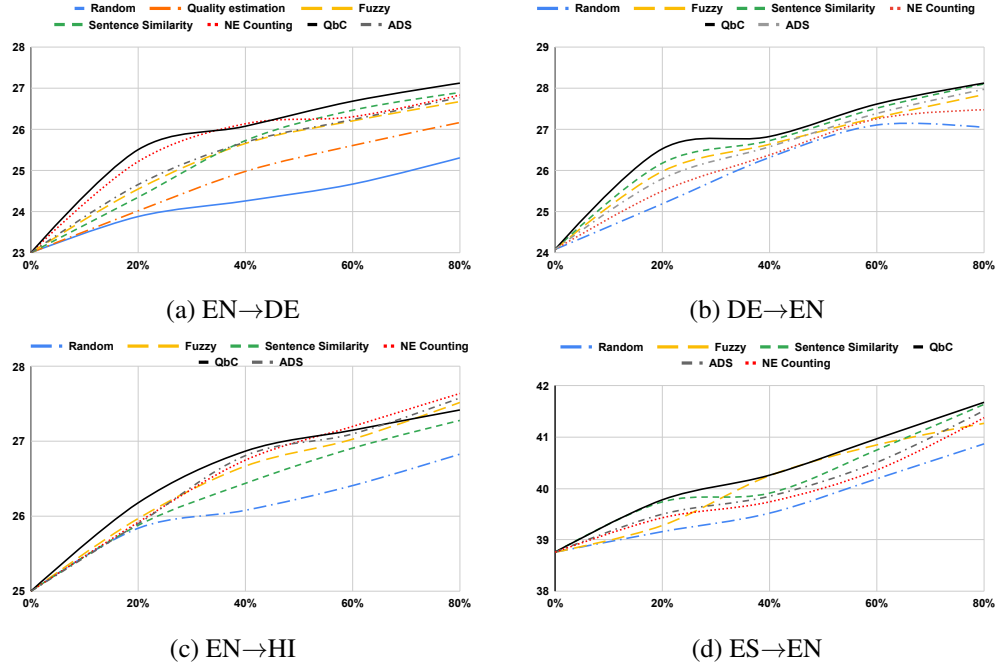 Random Quality estimation Fuzzy
Sentence Similarity NE Counting QbC ADS
28
27
26
25
24
23
0% 20% 40% 60% 80%
(a) EN→DE
Random Fuzzy Sentence Similarity NE Counting
QbC ADS
29
28
27
26
25
24
0% 20% 40% 60% 80%
(b) DE→EN
Random Fuzzy Sentence Similarity NE Counting
QbC ADS
28
27
26
25
0% 20% 40% 60% 80%
(c) EN→HI
Random Fuzzy Sentence Similarity QbC
ADS NE Counting
42
41
40
39
38
0% 20% 40% 60% 80%
(d) ES→EN